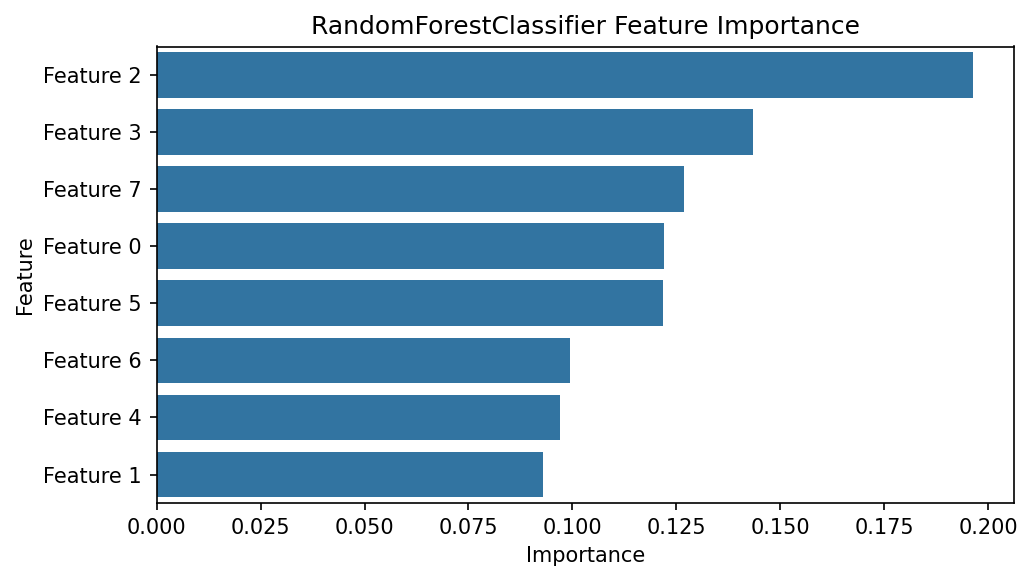 RandomForestClassifier Feature Importance
Feature 2
Feature 3
Feature 7
Feature 0
Feature 5
Feature 6
Feature 4
Feature 1
Feature
0.000 0.025 0.050 0.075 0.100 0.125 0.150 0.175 0.200
Importance